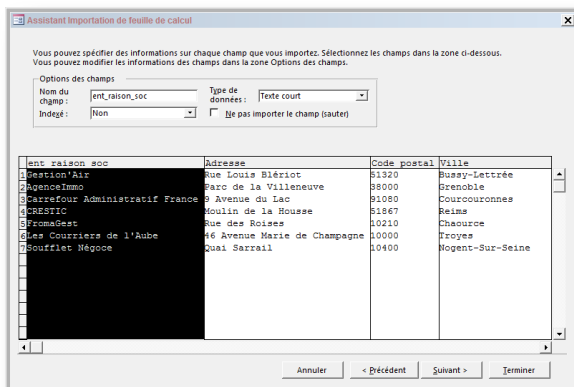 Assistant Importation de feuille de calcul
Vous pouvez spécifier des informations sur chaque champ que vous importez. Sélectionnez les champs dans la zone ci-dessous.
Vous pouvez modifier les informations des champs dans la zone Options des champs.
Options des champs
Nom du champ : ent_raison_soc Type de données : Texte court
Indexé : Non Ne pas importer le champ (sauter)
ent raison soc Adresse Code postal Ville
1 Gestion'Air Rue Louis Blériot 51320 Bussy-Lettrée
2 AgenceImmo Parc de la Villeneuve 38000 Grenoble
3 Carrefour Administratif France 9 Avenue du Lac 91080 Courcouronnes
4 CRESTIC Moulin de la Housse 51867 Reims
5 FromaGest Rue des Roises 10210 Chaource
6 Les Courriers de l'Aube 46 Avenue Marie de Champagne 10000 Troyes
7 Soufflet Négoce Quai Sarrail 10400 Nogent-Sur-Seine
Annuler < Précédent Suivant > Terminer